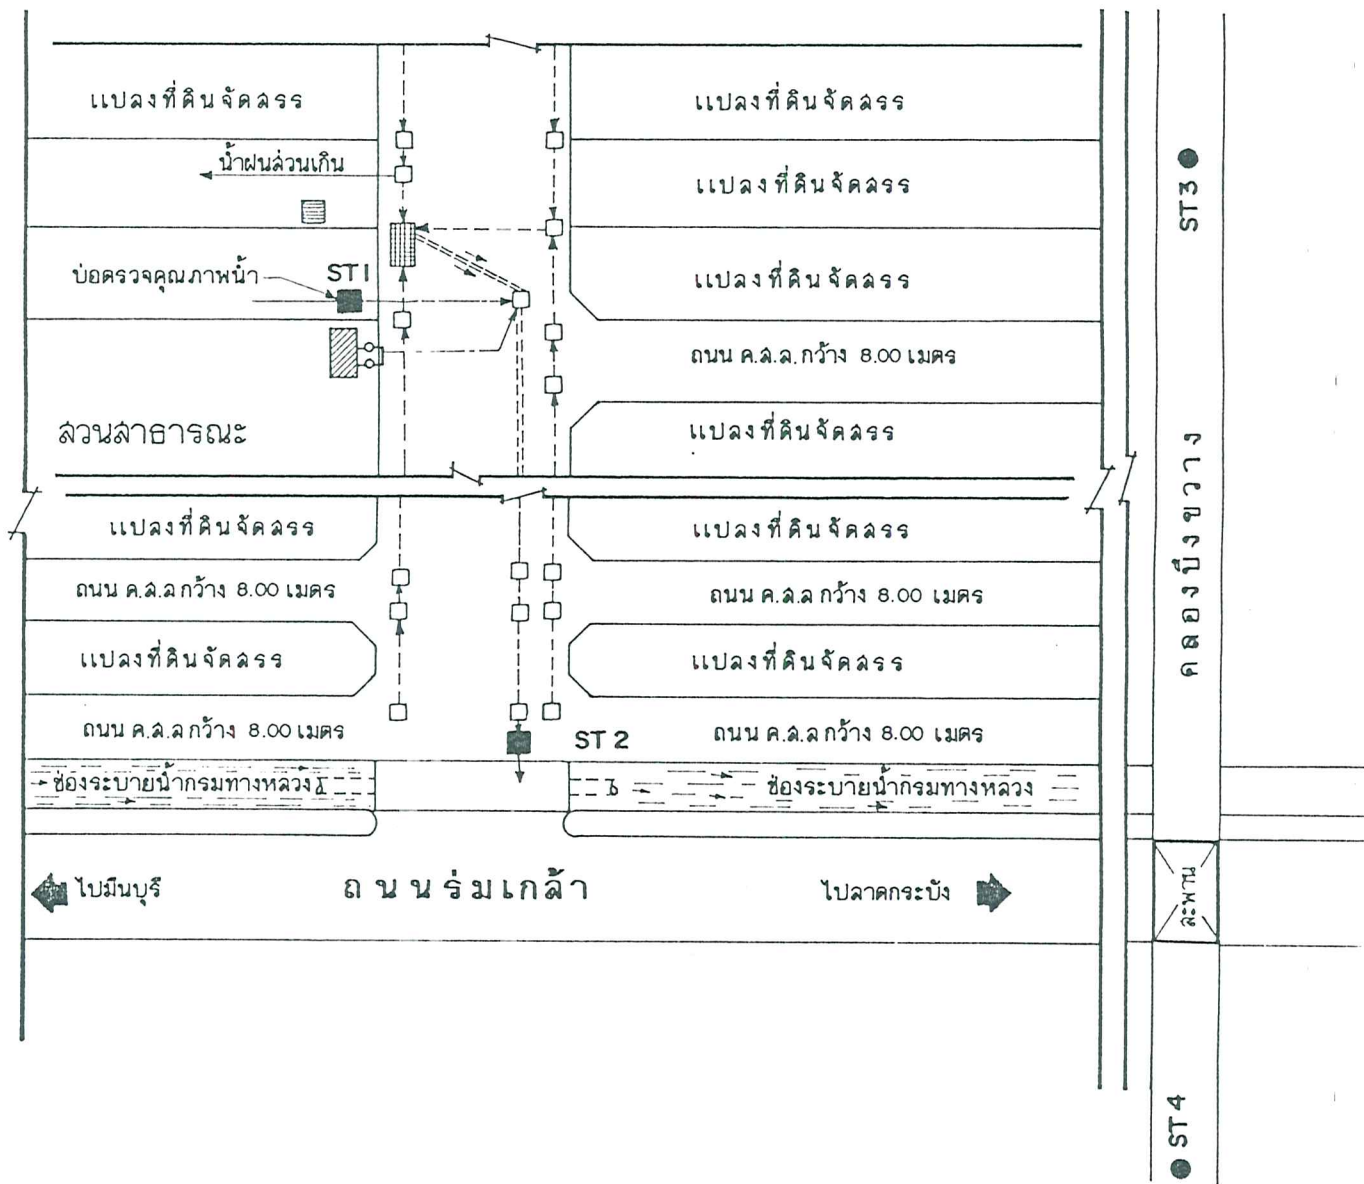 แปลงที่ดินจัดสรร
แปลงที่ดินจัดสรร
น้ำฝนส่วนเกิน
แปลงที่ดินจัดสรร
ST3
บ่อตรวจคุณภาพน้ำ
ST1
แปลงที่ดินจัดสรร
ถนน ค.ส.ล. กว้าง 8.00 เมตร
สวนสาธารณะ
แปลงที่ดินจัดสรร
คลองบึงขวาง
แปลงที่ดินจัดสรร
แปลงที่ดินจัดสรร
ถนน ค.ส.ล กว้าง 8.00 เมตร
ถนน ค.ส.ล กว้าง 8.00 เมตร
แปลงที่ดินจัดสรร
แปลงที่ดินจัดสรร
ถนน ค.ส.ล กว้าง 8.00 เมตร
ST 2
ถนน ค.ส.ล กว้าง 8.00 เมตร
ช่องระบายน้ำกรมทางหลวง
ช่องระบายน้ำกรมทางหลวง
ไปมีนบุรี
ถนนร่มเกล้า
ไปลาดกระบัง
สะพาน
ST 4